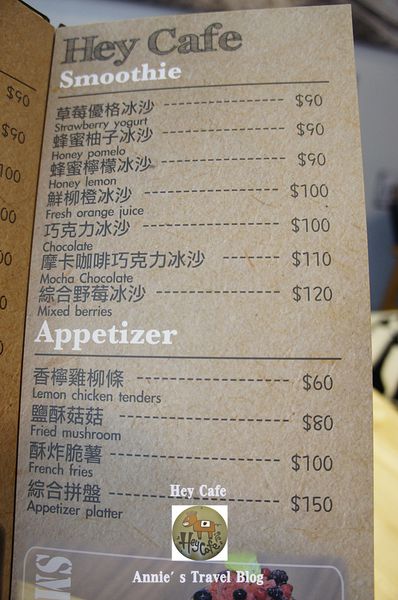 Hey Cafe
Smoothie
草莓優格冰沙 $90
Strawberry yogurt
蜂蜜柚子冰沙 $90
Honey pomelo
蜂蜜檸檬冰沙 $90
Honey lemon
鮮柳橙冰沙 $100
Fresh orange juice
巧克力冰沙 $100
Chocolate
摩卡咖啡巧克力冰沙 $110
Mocha Chocolate
綜合野莓冰沙 $120
Mixed berries
Appetizer
香檸雞柳條 $60
Lemon chicken tenders
鹽酥菇菇 $80
Fried mushroom
酥炸脆薯 $100
French fries
綜合拼盤 $150
Appetizer platter
$90
$90
Hey Cafe
Hey Cafe
Annie's Travel Blog